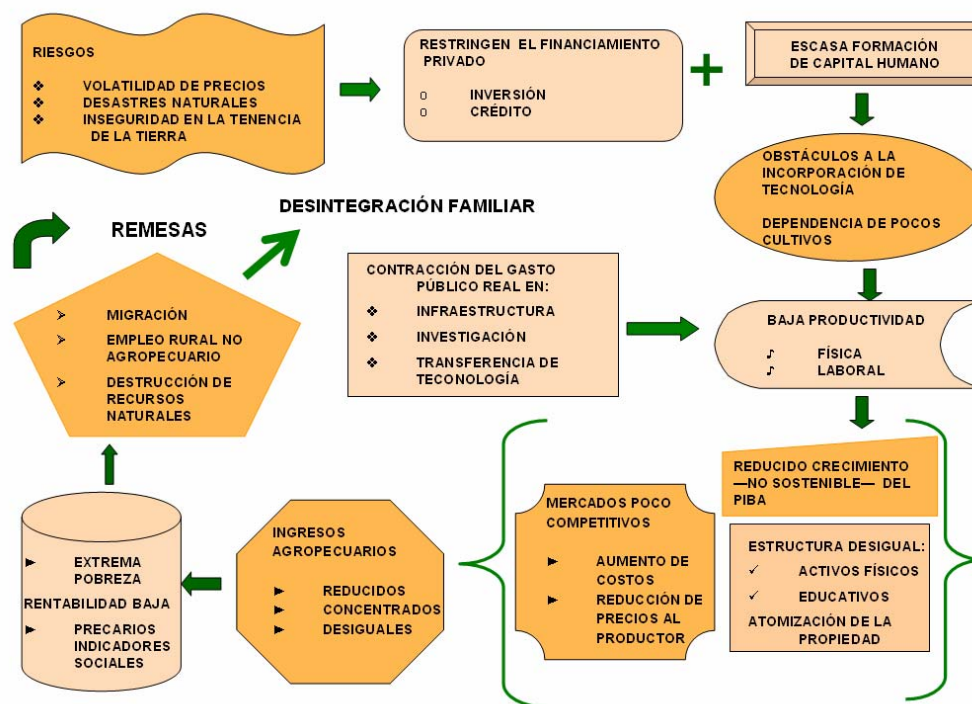 RIESGOS
❖ VOLATILIDAD DE PRECIOS
❖ DESASTRES NATURALES
❖ INSEGURIDAD EN LA TENENCIA
DE LA TIERRA
RESTRINGEN EL FINANCIAMIENTO
PRIVADO
o INVERSIÓN
o CRÉDITO
+
ESCASA FORMACIÓN
DE CAPITAL HUMANO
OBSTÁCULOS A LA
INCORPORACIÓN DE
TECNOLOGÍA
DEPENDENCIA DE POCOS
CULTIVOS
DESINTEGRACIÓN FAMILIAR
REMESAS
➢ MIGRACIÓN
➢ EMPLEO RURAL NO
AGROPECUARIO
➢ DESTRUCCIÓN DE
RECURSOS
NATURALES
CONTRACCIÓN DEL GASTO
PÚBLICO REAL EN:
❖ INFRAESTRUCTURA
❖ INVESTIGACIÓN
❖ TRANSFERENCIA DE
TECONOLOGÍA
BAJA PRODUCTIVIDAD
♪ FÍSICA
♪ LABORAL
REDUCIDO CRECIMIENTO
—NO SOSTENIBLE— DEL
PIBA
ESTRUCTURA DESIGUAL:
✓ ACTIVOS FÍSICOS
✓ EDUCATIVOS
ATOMIZACIÓN DE LA
PROPIEDAD
MERCADOS POCO
COMPETITIVOS
► AUMENTO DE
COSTOS
► REDUCCIÓN DE
PRECIOS AL
PRODUCTOR
INGRESOS
AGROPECUARIOS
► REDUCIDOS
► CONCENTRADOS
► DESIGUALES
► EXTREMA
POBREZA
RENTABILIDAD BAJA
► PRECARIOS
INDICADORES
SOCIALES